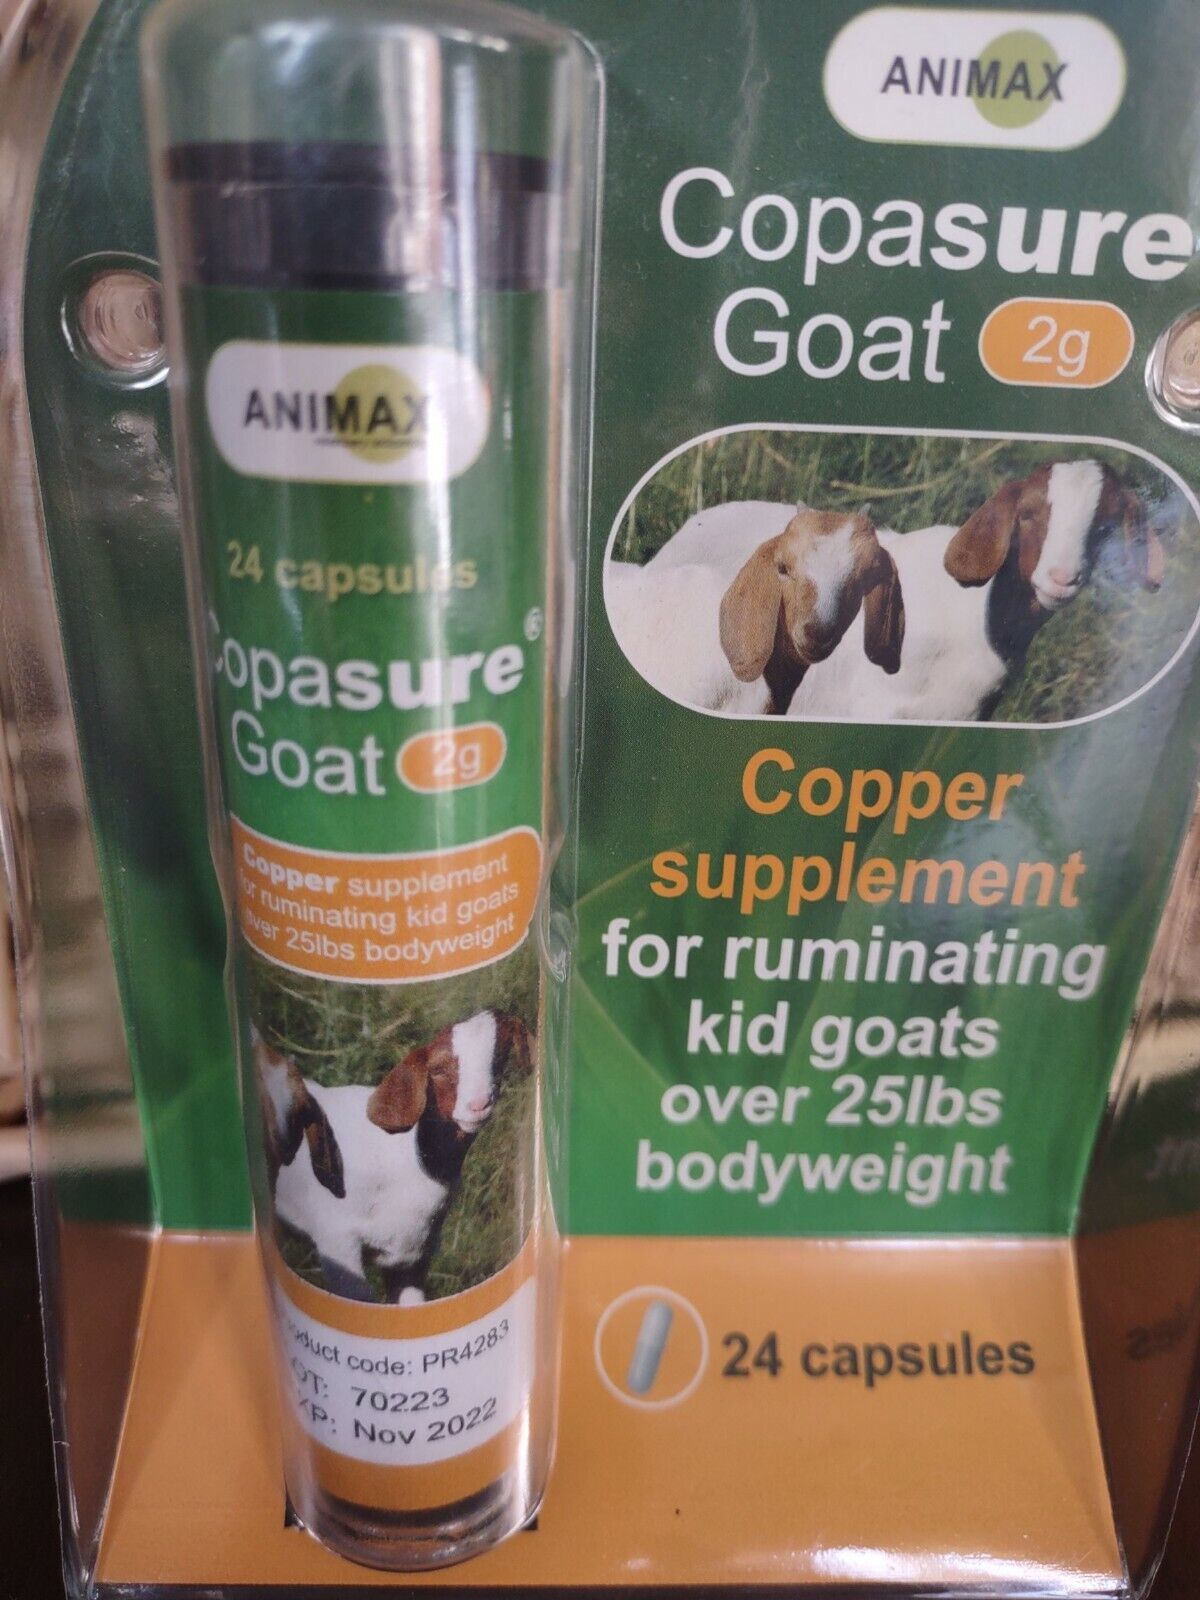 ANIMAX
Copasure
Goat 2g
Copper
supplement
for ruminating
kid goats
over 25lbs
bodyweight
24 capsules
ANIMAX
24 capsules
Copasure®
Goat 2g
Copper supplement
for ruminating kid goats
over 25lbs bodyweight
code: PR4283
70223
Nov 2022